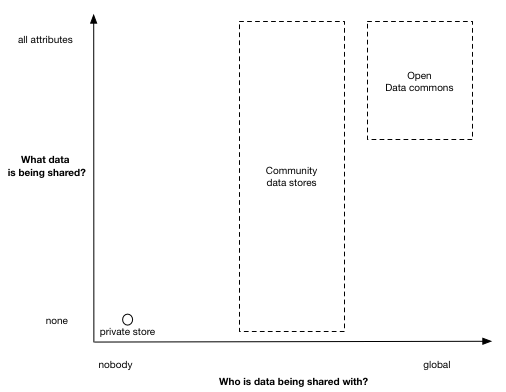 all attributes
Open
Data commons
What data
is being shared?
Community
data stores
none
private store
nobody
global
Who is data being shared with?